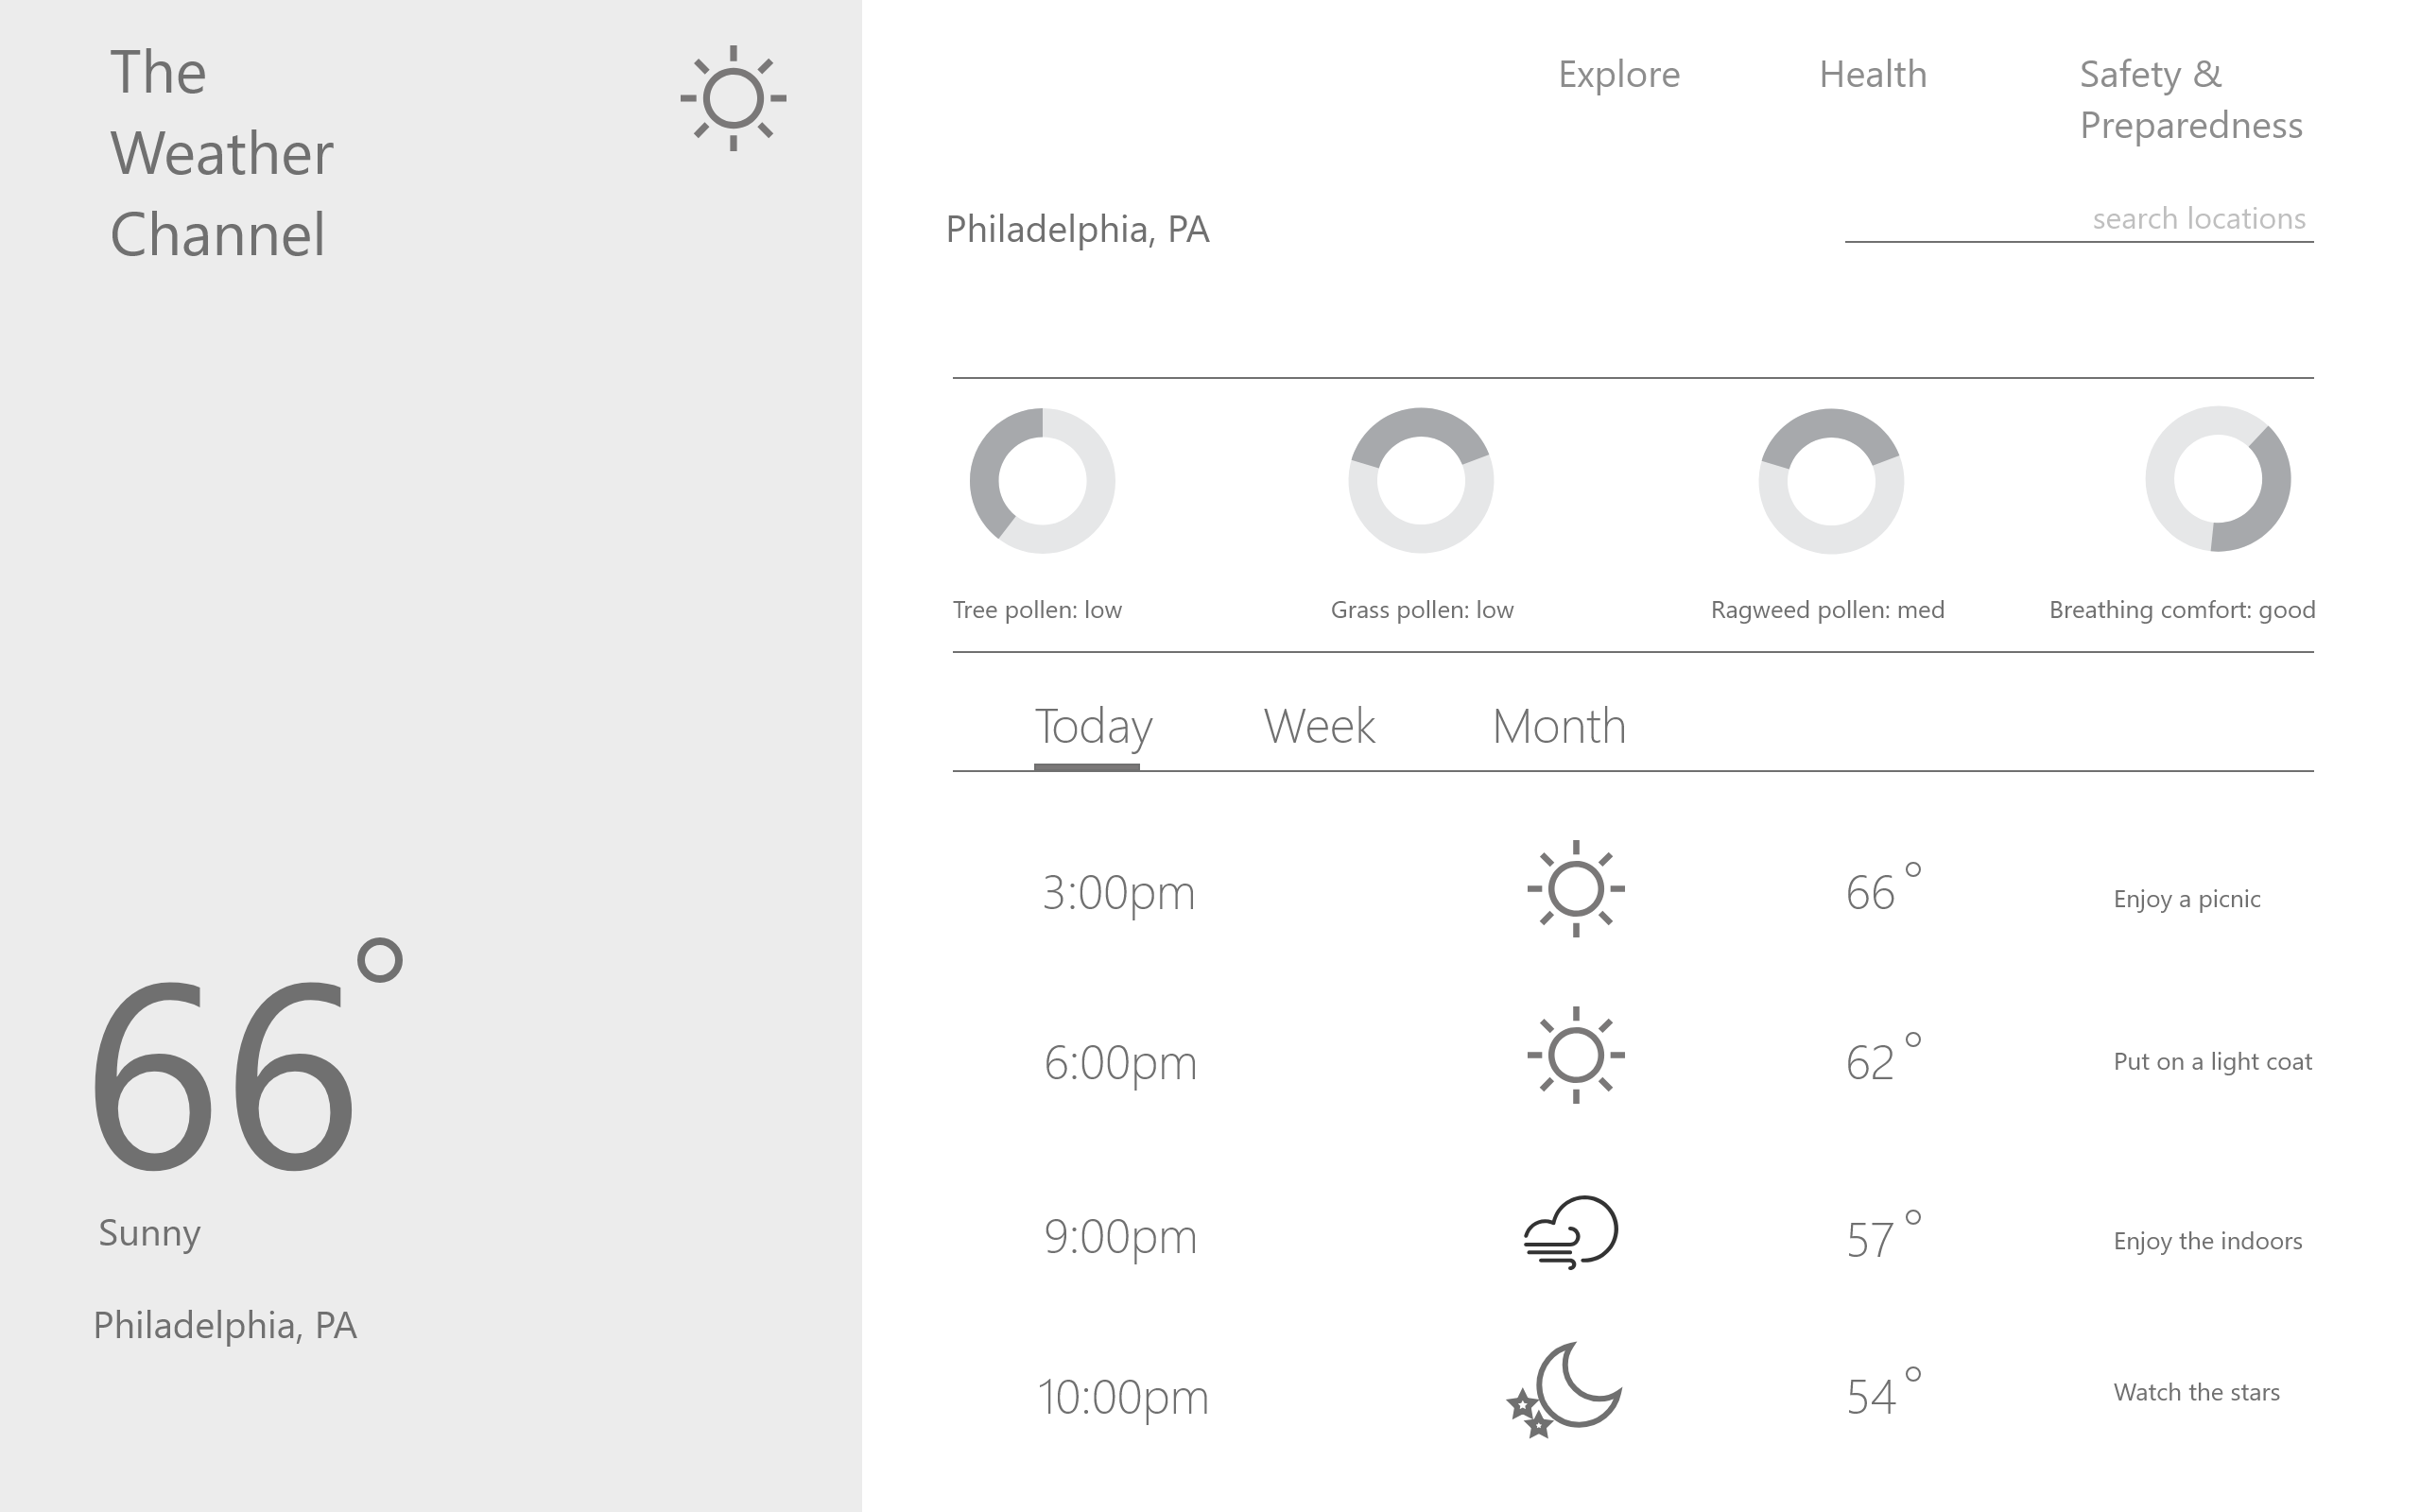 The
Weather
Channel
Explore
Health
Safety &
Preparedness
Philadelphia, PA
search locations
Tree pollen: low
Grass pollen: low
Ragweed pollen: med
Breathing comfort: good
Today
Week
Month
3:00pm
66°
Enjoy a picnic
6:00pm
62°
Put on a light coat
9:00pm
57°
Enjoy the indoors
10:00pm
54°
Watch the stars
66°
Sunny
Philadelphia, PA